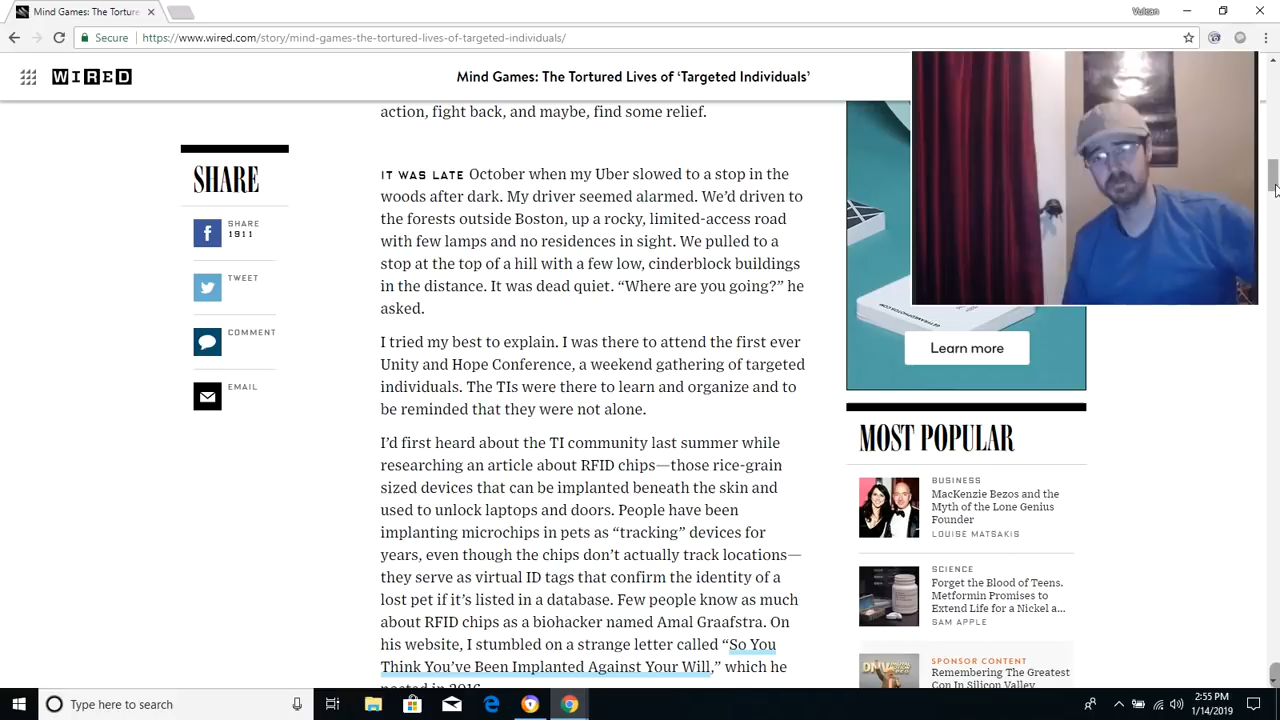 Mind Games: The Torture
Vulcan
Secure
https://www.wired.com/story/mind-games-the-tortured-lives-of-targeted-individuals/
WIRED
Mind Games: The Tortured Lives of ‘Targeted Individuals’
action, fight back, and maybe, find some relief.
SHARE
SHARE
1911
TWEET
COMMENT
EMAIL
IT WAS LATE October when my Uber slowed to a stop in the
woods after dark. My driver seemed alarmed. We’d driven to
the forests outside Boston, up a rocky, limited-access road
with few lamps and no residences in sight. We pulled to a
stop at the top of a hill with a few low, cinderblock buildings
in the distance. It was dead quiet. “Where are you going?” he
asked.
I tried my best to explain. I was there to attend the first ever
Unity and Hope Conference, a weekend gathering of targeted
individuals. The TIs were there to learn and organize and to
be reminded that they were not alone.
I’d first heard about the TI community last summer while
researching an article about RFID chips—those rice-grain
sized devices that can be implanted beneath the skin and
used to unlock laptops and doors. People have been
implanting microchips in pets as “tracking” devices for
years, even though the chips don’t actually track locations—
they serve as virtual ID tags that confirm the identity of a
lost pet if it’s listed in a database. Few people know as much
about RFID chips as a biohacker named Amal Graafstra. On
his website, I stumbled on a strange letter called “So You
Think You’ve Been Implanted Against Your Will,” which he
posted in 2016.
Learn more
MOST POPULAR
BUSINESS
MacKenzie Bezos and the
Myth of the Lone Genius
Founder
LOUISE MATSAKIS
SCIENCE
Forget the Blood of Teens.
Metformin Promises to
Extend Life for a Nickel a...
SAM APPLE
SPONSOR CONTENT
Remembering The Greatest
Con In Silicon Valley
Type here to search
2:55 PM
1/14/2019